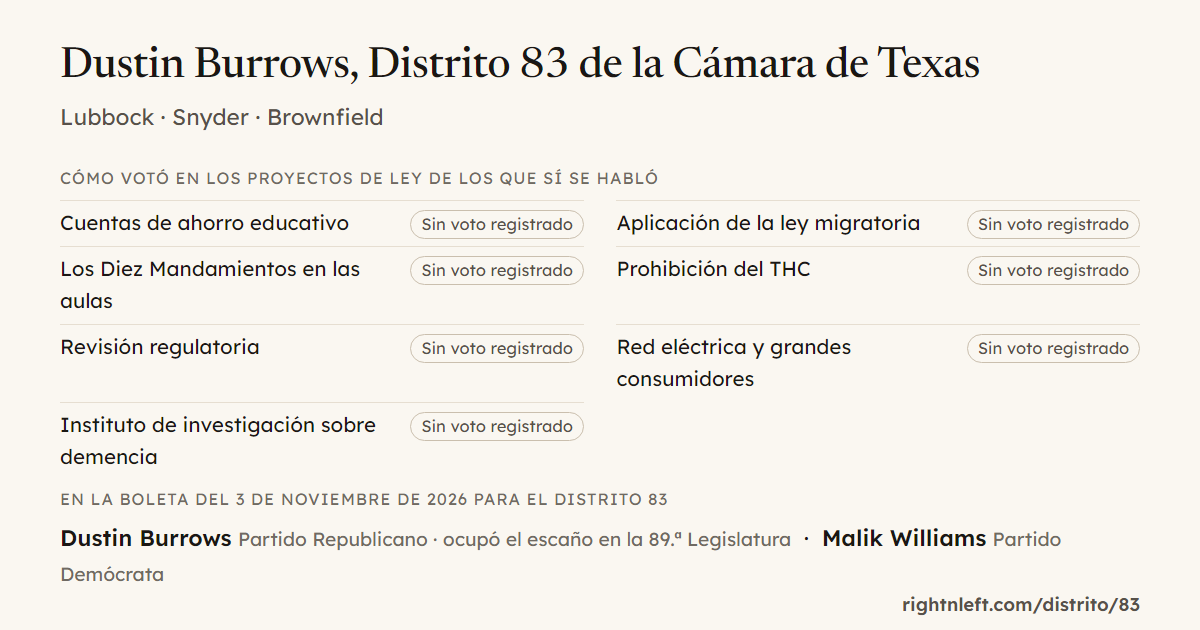 Dustin Burrows, Distrito 83 de la Cámara de Texas
Lubbock · Snyder · Brownfield
CÓMO VOTÓ EN LOS PROYECTOS DE LEY DE LOS QUE SÍ SE HABLÓ
Cuentas de ahorro educativo Sin voto registrado
Aplicación de la ley migratoria Sin voto registrado
Los Diez Mandamientos en las Sin voto registrado
aulas
Prohibición del THC Sin voto registrado
Revisión regulatoria Sin voto registrado
Red eléctrica y grandes Sin voto registrado
consumidores
Instituto de investigación sobre Sin voto registrado
demencia
EN LA BOLETA DEL 3 DE NOVIEMBRE DE 2026 PARA EL DISTRITO 83
Dustin Burrows Partido Republicano · ocupó el escaño en la 89.ª Legislatura · Malik Williams Partido
Demócrata
rightnleft.com/distrito/83